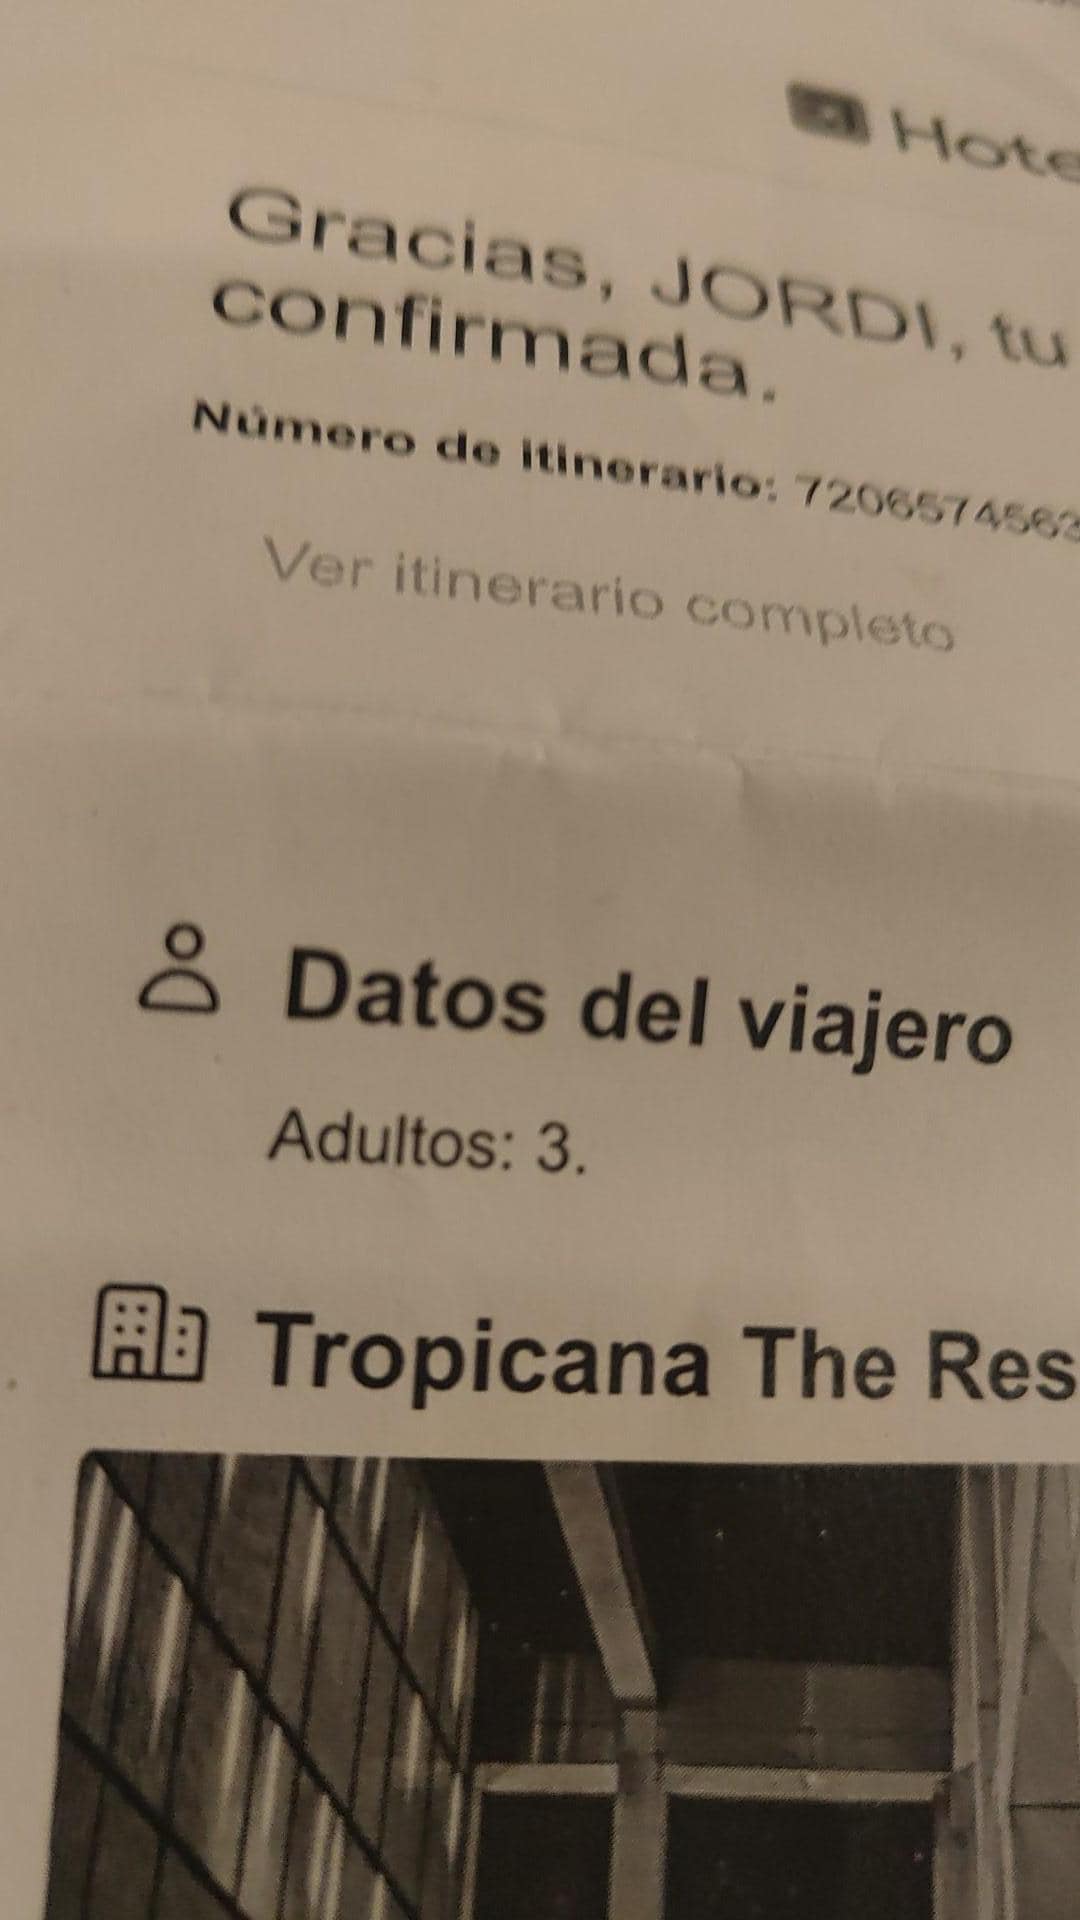 Hote
Gracias, JORDI, tu
confirmada.
Número de itinerario: 7206574563
Ver itinerario completo
Datos del viajero
Adultos: 3.
Tropicana The Res